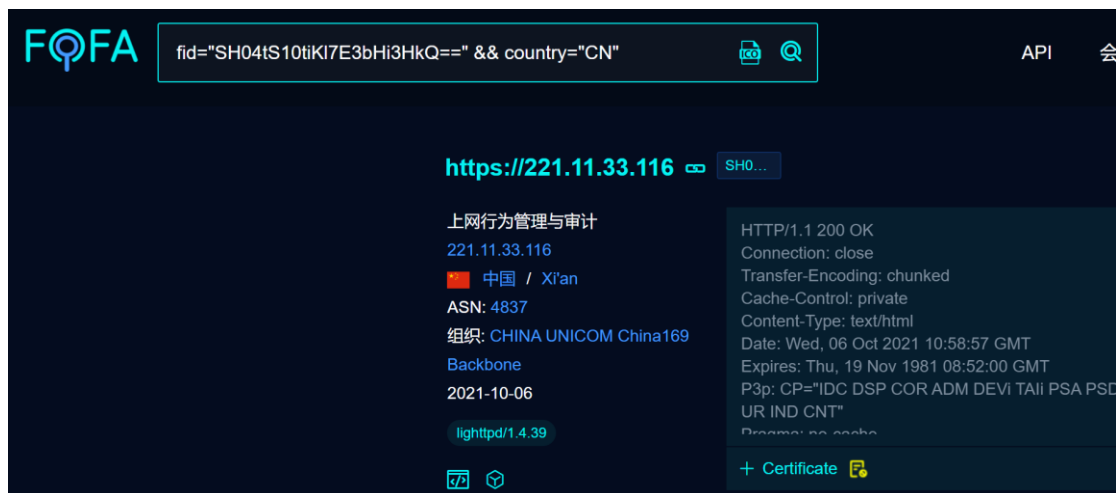 FOFA
fid="SH04tS10tiKl7E3bHi3HkQ==" && country="CN"
API
会
https://221.11.33.116
SH0...
上网行为管理与审计
221.11.33.116
中国 / Xi'an
ASN: 4837
组织: CHINA UNICOM China169
Backbone
2021-10-06
lighttpd/1.4.39
HTTP/1.1 200 OK
Connection: close
Transfer-Encoding: chunked
Cache-Control: private
Content-Type: text/html
Date: Wed, 06 Oct 2021 10:58:57 GMT
Expires: Thu, 19 Nov 1981 08:52:00 GMT
P3p: CP="IDC DSP COR ADM DEVi TAIi PSA PSD
UR IND CNT"
Pragma: no-cache
+ Certificate